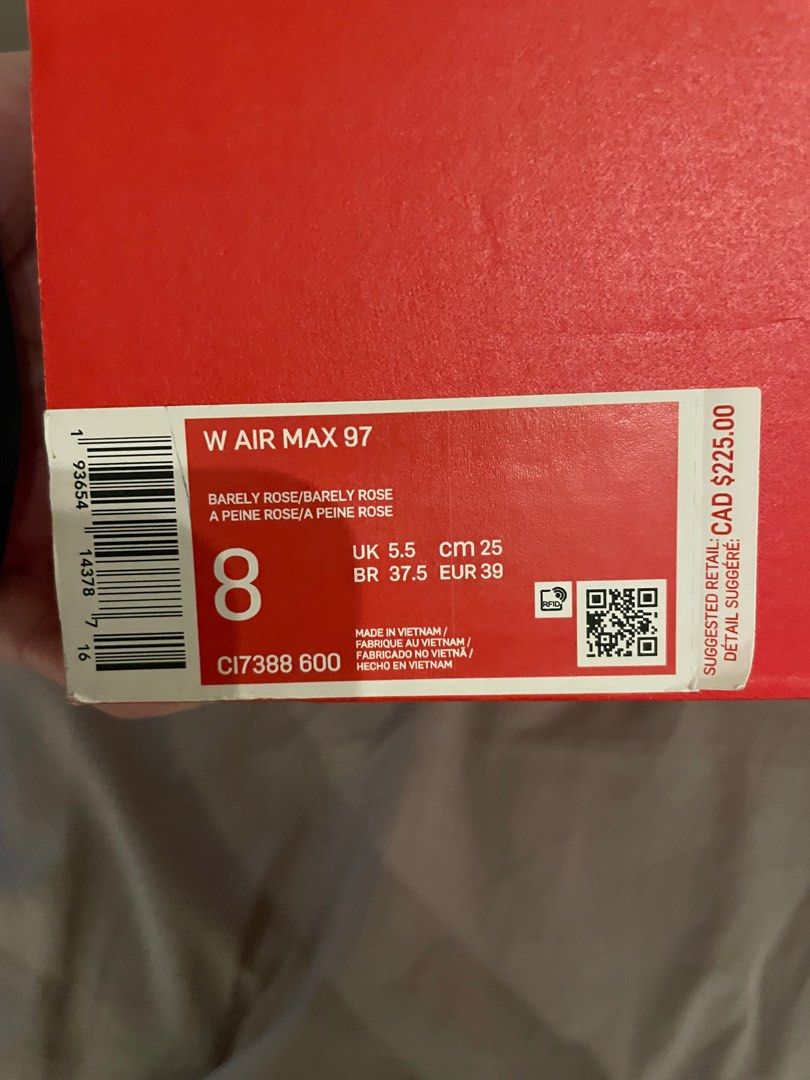 W AIR MAX 97
BARELY ROSE/BARELY ROSE
A PEINE ROSE/A PEINE ROSE
8
UK 5.5 cm 25
BR 37.5 EUR 39
CI7388 600
MADE IN VIETNAM /
FABRIQUE AU VIETNAM /
FABRICADO NO VIETNÃ /
HECHO EN VIETNAM
RFID
1 93654 14378 7 16
SUGGESTED RETAIL: CAD $225.00
DÉTAIL SUGGÉRÉ: